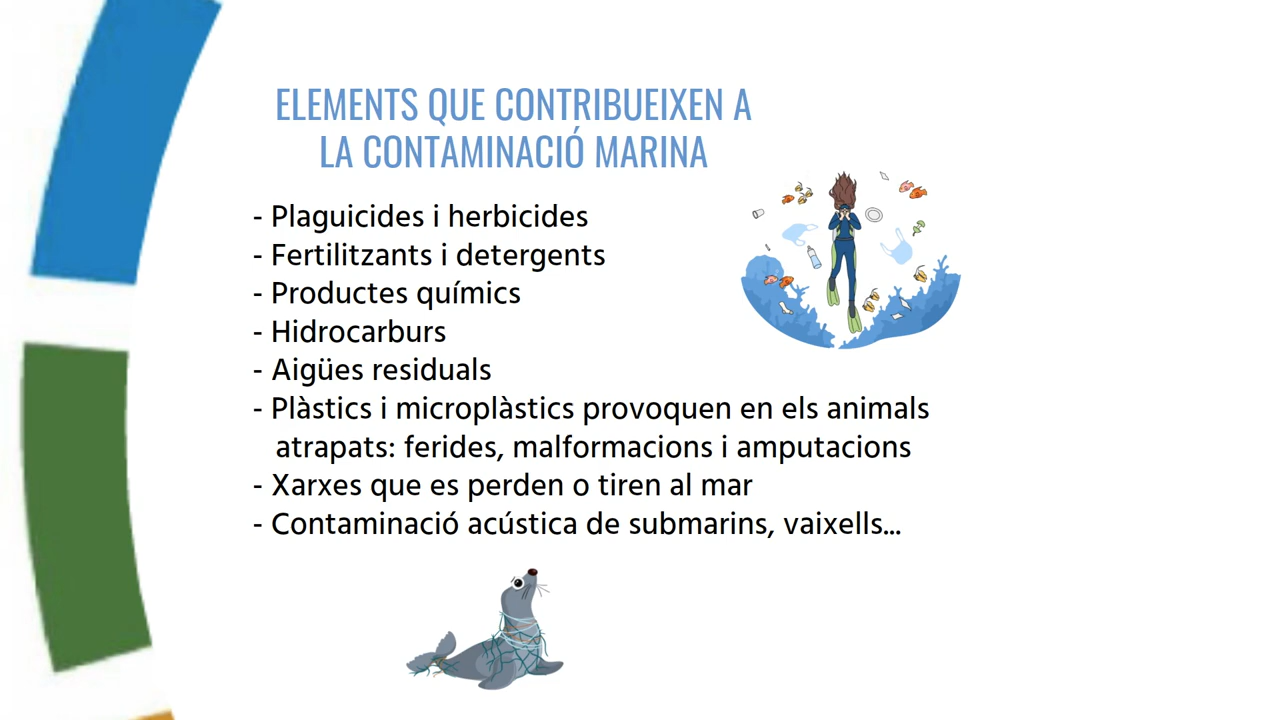 ELEMENTS QUE CONTRIBUEIXEN A
LA CONTAMINACIÓ MARINA
- Plaguicides i herbicides
- Fertilitzants i detergents
- Productes químics
- Hidrocarburs
- Aigües residuals
- Plàstics i microplàstics provoquen en els animals
atrapats: ferides, malformacions i amputacions
- Xarxes que es perden o tiren al mar
- Contaminació acústica de submarins, vaixells...